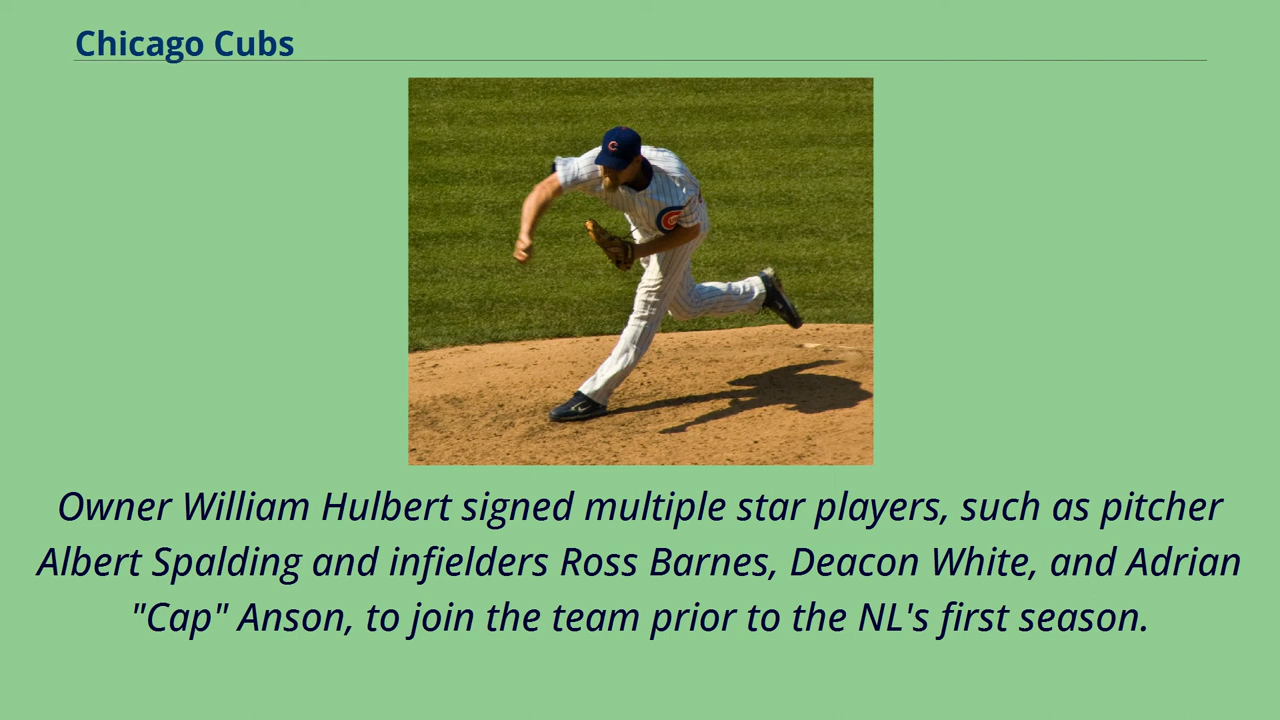 Chicago Cubs
Owner William Hulbert signed multiple star players, such as pitcher
Albert Spalding and infielders Ross Barnes, Deacon White, and Adrian
"Cap" Anson, to join the team prior to the NL's first season.